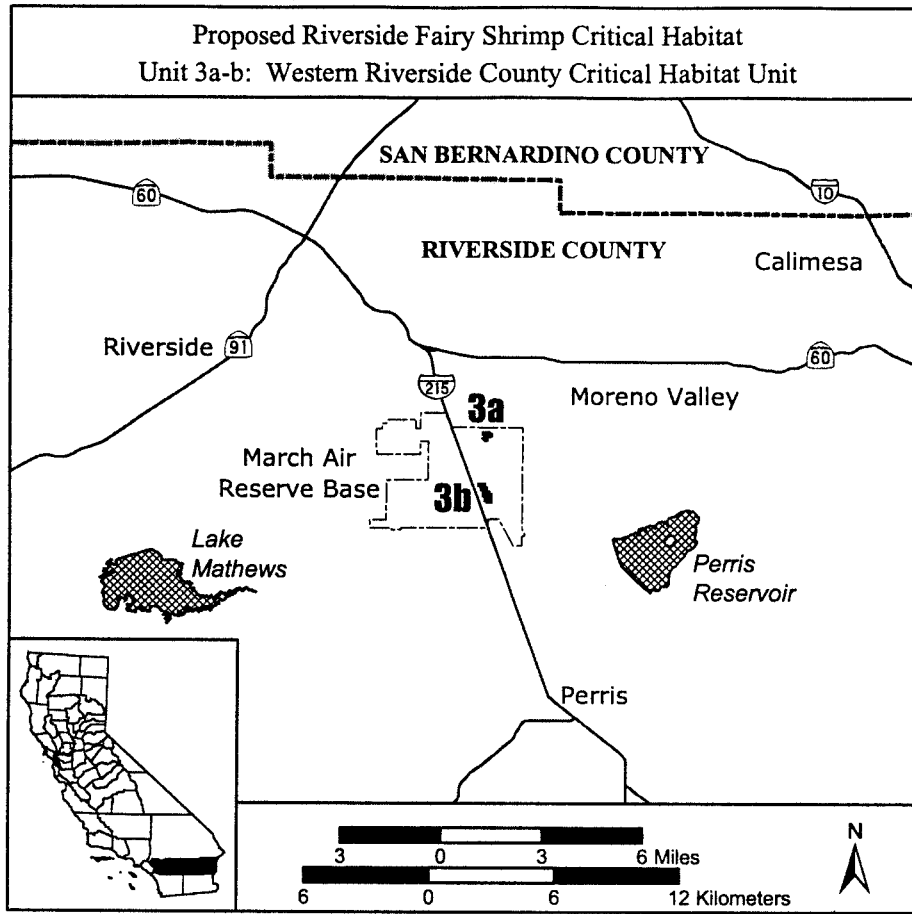 Proposed Riverside Fairy Shrimp Critical Habitat
Unit 3a-b: Western Riverside County Critical Habitat Unit
SAN BERNARDINO COUNTY
60
10
RIVERSIDE COUNTY
Calimesa
Riverside
91
60
215
3a
Moreno Valley
March Air
Reserve Base
3b
Lake
Mathews
Perris
Reservoir
Perris
3 0 3 6 Miles
6 0 6 12 Kilometers
N